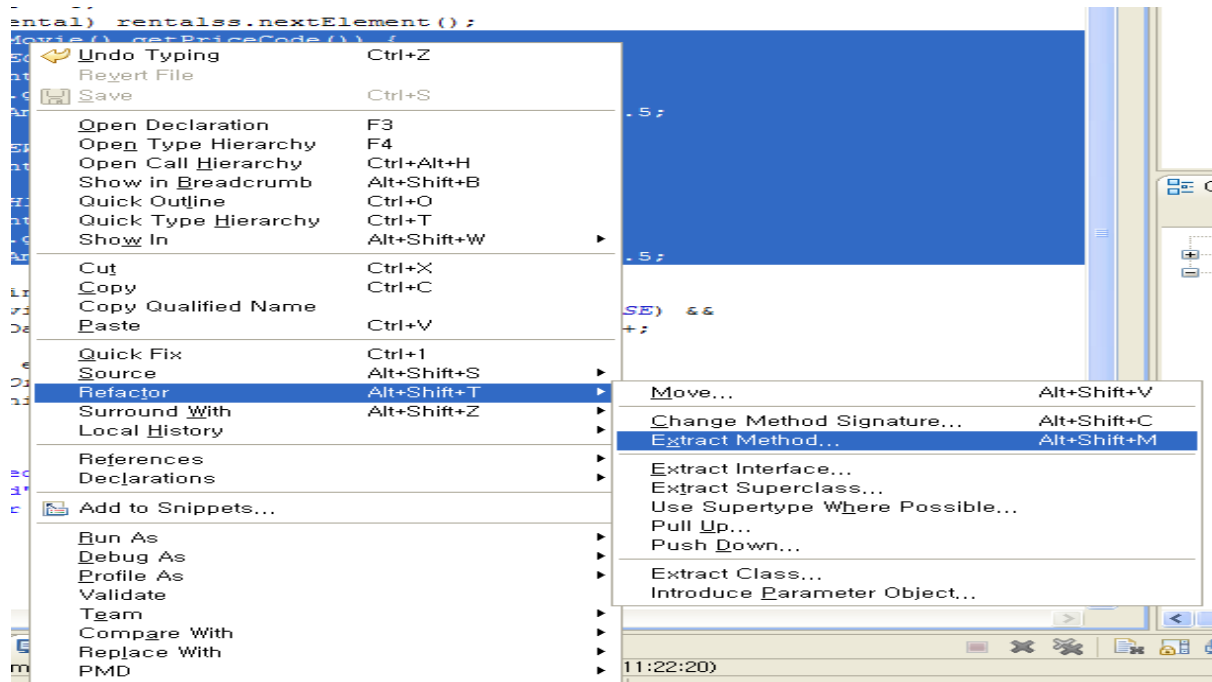 ental) rentalss.nextElement();
Movie().getPriceCode()) {
Undo Typing Ctrl+Z
Revert File
Save Ctrl+S
.5;
Open Declaration F3
Open Type Hierarchy F4
Open Call Hierarchy Ctrl+Alt+H
Show in Breadcrumb Alt+Shift+B
Quick Outline Ctrl+O
Quick Type Hierarchy Ctrl+T
Show In Alt+Shift+W
.5;
Cut Ctrl+X
Copy Ctrl+C
Copy Qualified Name
SE) &&
Paste Ctrl+V
+;
Quick Fix Ctrl+1
Source Alt+Shift+S
Refactor Alt+Shift+T
Surround With Alt+Shift+Z
Local History
References
Declarations
Add to Snippets...
Run As
Debug As
Profile As
Validate
Team
Compare With
Replace With
PMD
Move... Alt+Shift+V
Change Method Signature... Alt+Shift+C
Extract Method... Alt+Shift+M
Extract Interface...
Extract Superclass...
Use Supertype Where Possible...
Pull Up...
Push Down...
Extract Class...
Introduce Parameter Object...
11:22:20)